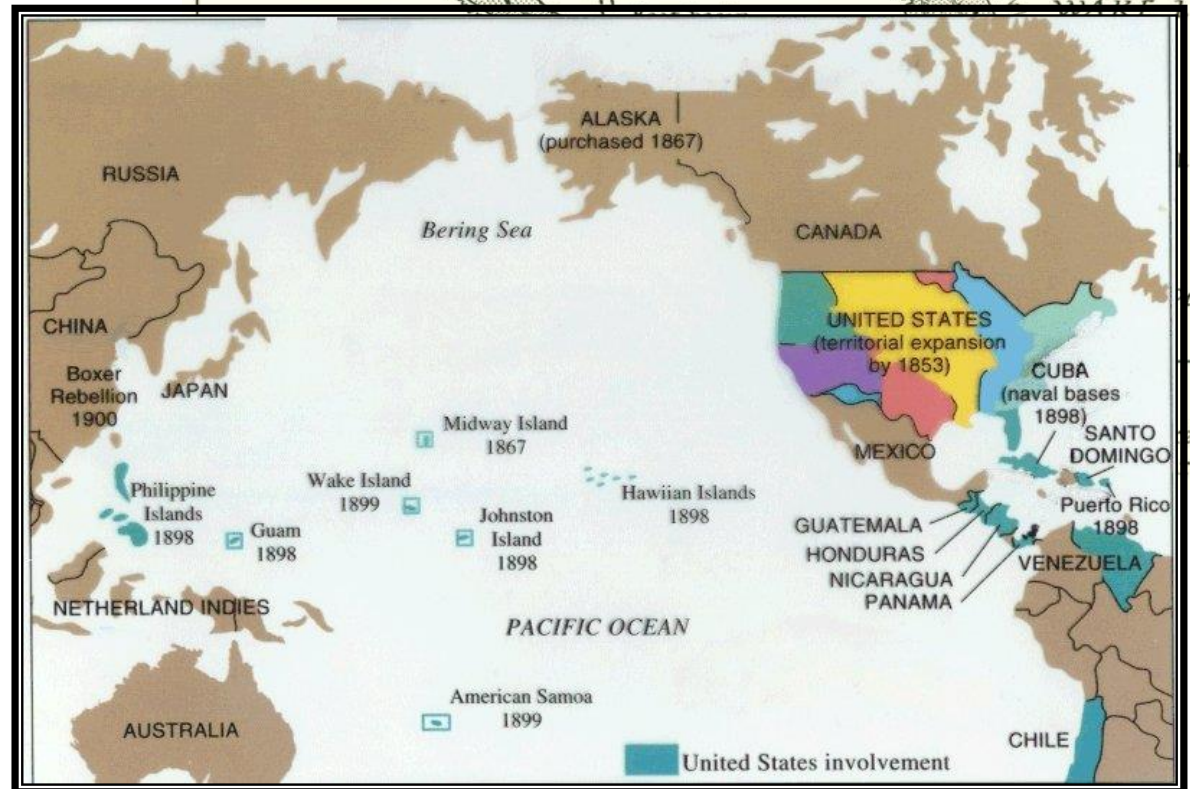 WAKE
RUSSIA
ALASKA
(purchased 1867)
Bering Sea
CANADA
CHINA
Boxer
Rebellion
1900
JAPAN
UNITED STATES
(territorial expansion
by 1853)
CUBA
(naval bases
1898)
SANTO
DOMINGO
MEXICO
Midway Island
1867
Wake Island
1899
Philippine
Islands
1898
Guam
1898
Johnston
Island
1898
Hawiian Islands
1898
Puerto Rico
1898
GUATEMALA
HONDURAS
NICARAGUA
PANAMA
VENEZUELA
NETHERLAND INDIES
PACIFIC OCEAN
American Samoa
1899
AUSTRALIA
CHILE
United States involvement